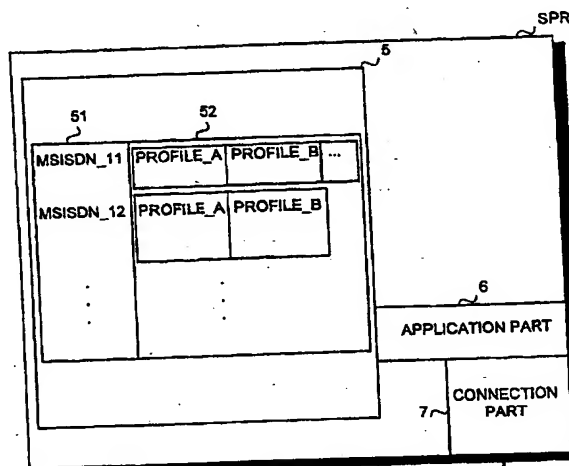 SPR
5
51
52
MSISDN_11 PROFILE_A PROFILE_B ...
MSISDN_12 PROFILE_A PROFILE_B
6
APPLICATION PART
7
CONNECTION
PART